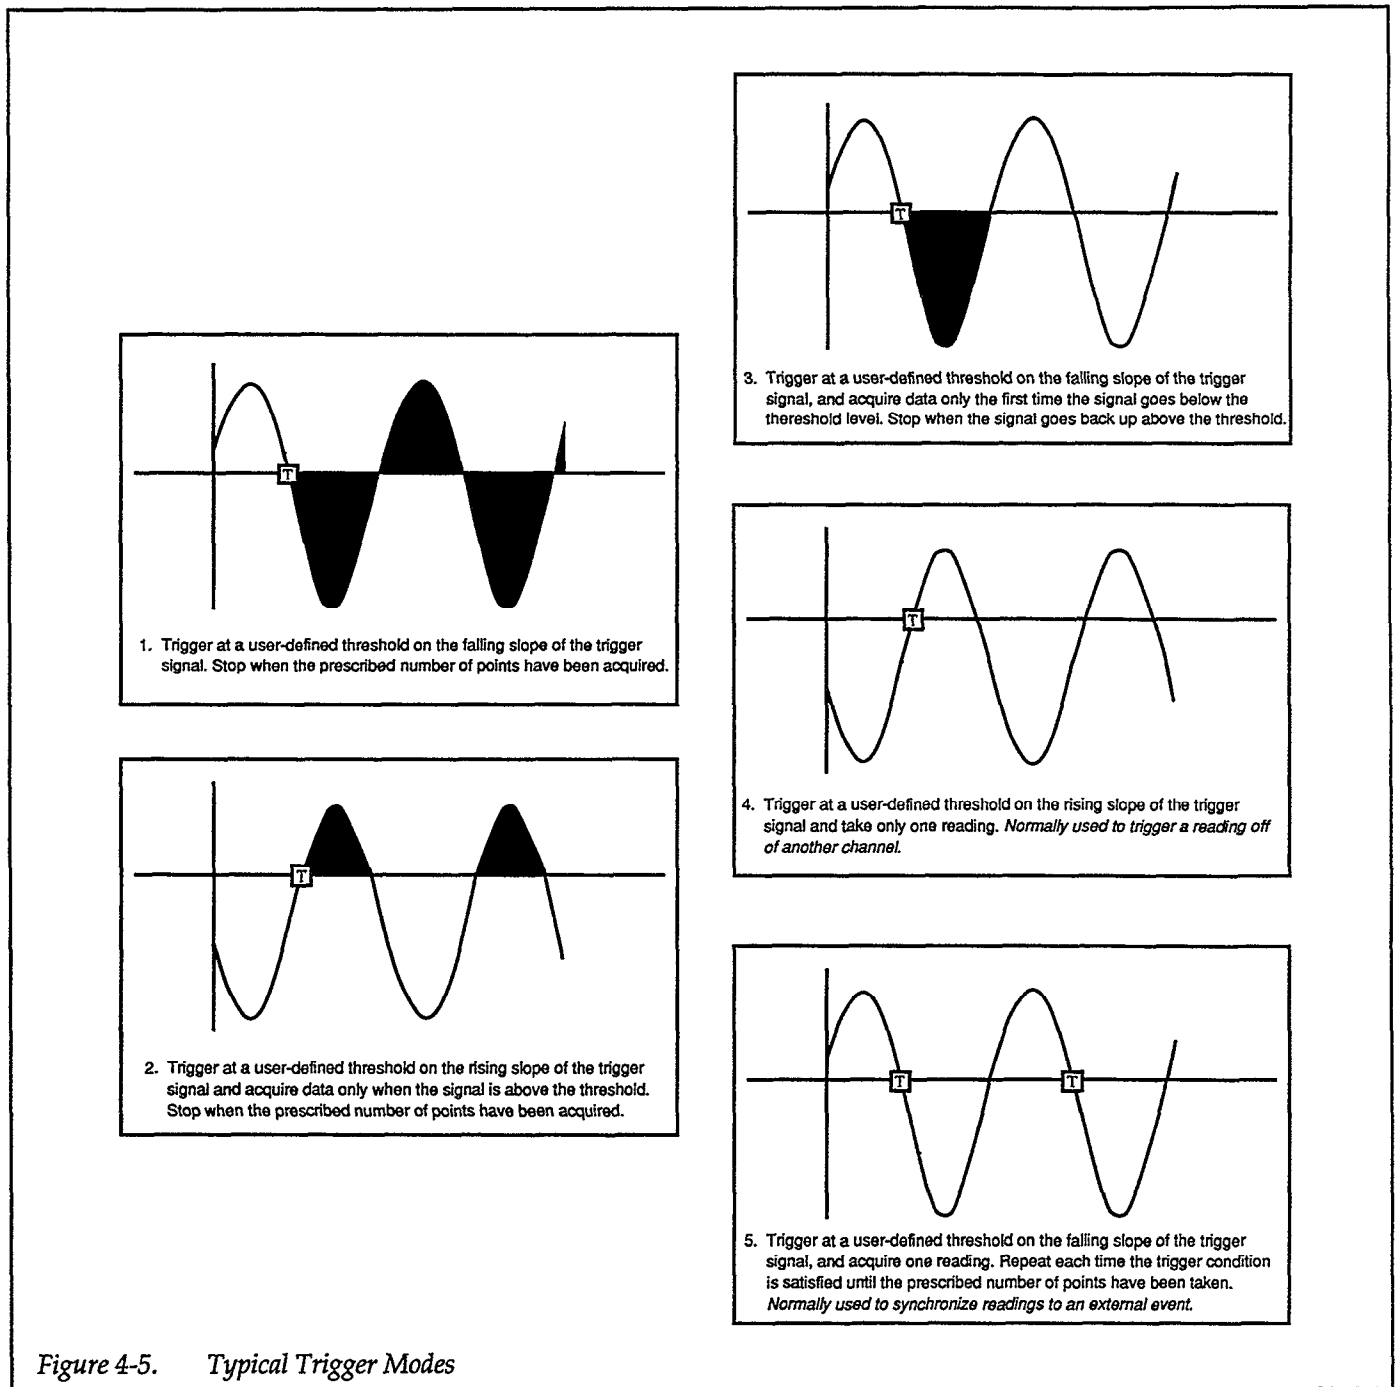 T
1. Trigger at a user-defined threshold on the falling slope of the trigger
signal. Stop when the prescribed number of points have been acquired.
T
2. Trigger at a user-defined threshold on the rising slope of the trigger
signal and acquire data only when the signal is above the threshold.
Stop when the prescribed number of points have been acquired.
T
3. Trigger at a user-defined threshold on the falling slope of the trigger
signal, and acquire data only the first time the signal goes below the
thereshold level. Stop when the signal goes back up above the threshold.
T
4. Trigger at a user-defined threshold on the rising slope of the trigger
signal and take only one reading. Normally used to trigger a reading off
of another channel.
T T
5. Trigger at a user-defined threshold on the falling slope of the trigger
signal, and acquire one reading. Repeat each time the trigger condition
is satisfied until the prescribed number of points have been taken.
Normally used to synchronize readings to an external event.
Figure 4-5. Typical Trigger Modes